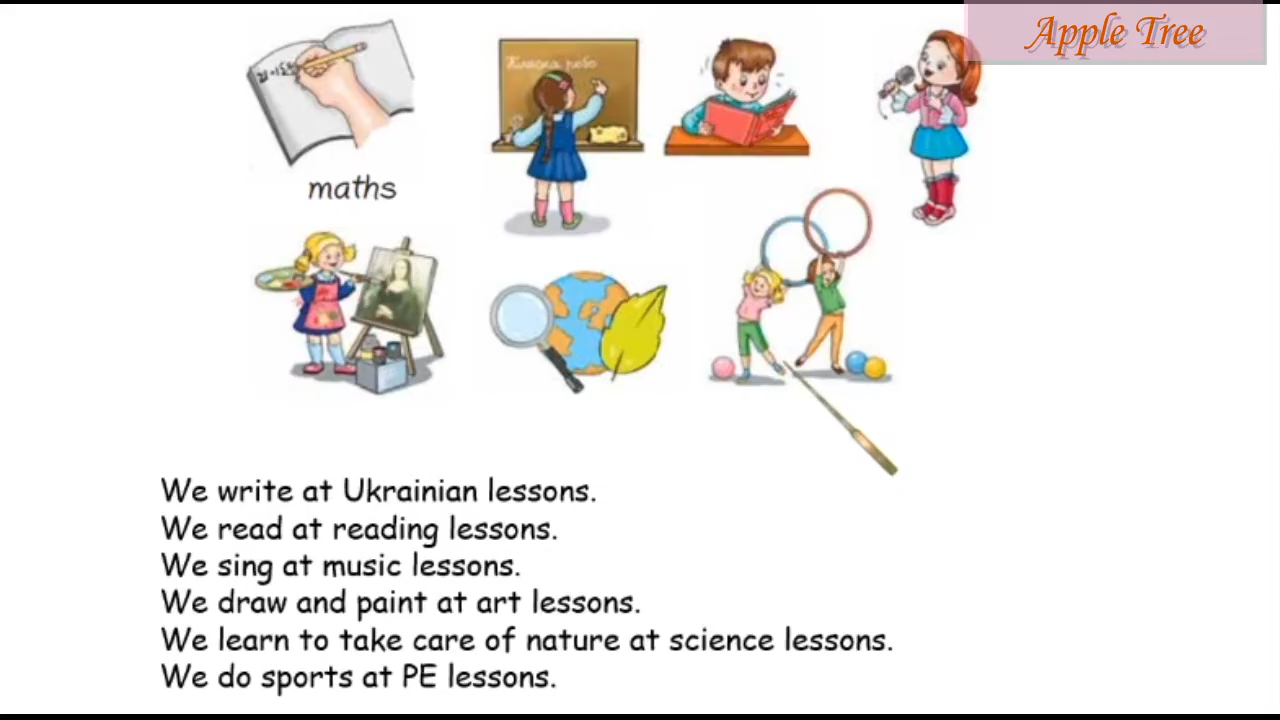 Apple Tree
Класна робо
maths
We write at Ukrainian lessons.
We read at reading lessons.
We sing at music lessons.
We draw and paint at art lessons.
We learn to take care of nature at science lessons.
We do sports at PE lessons.